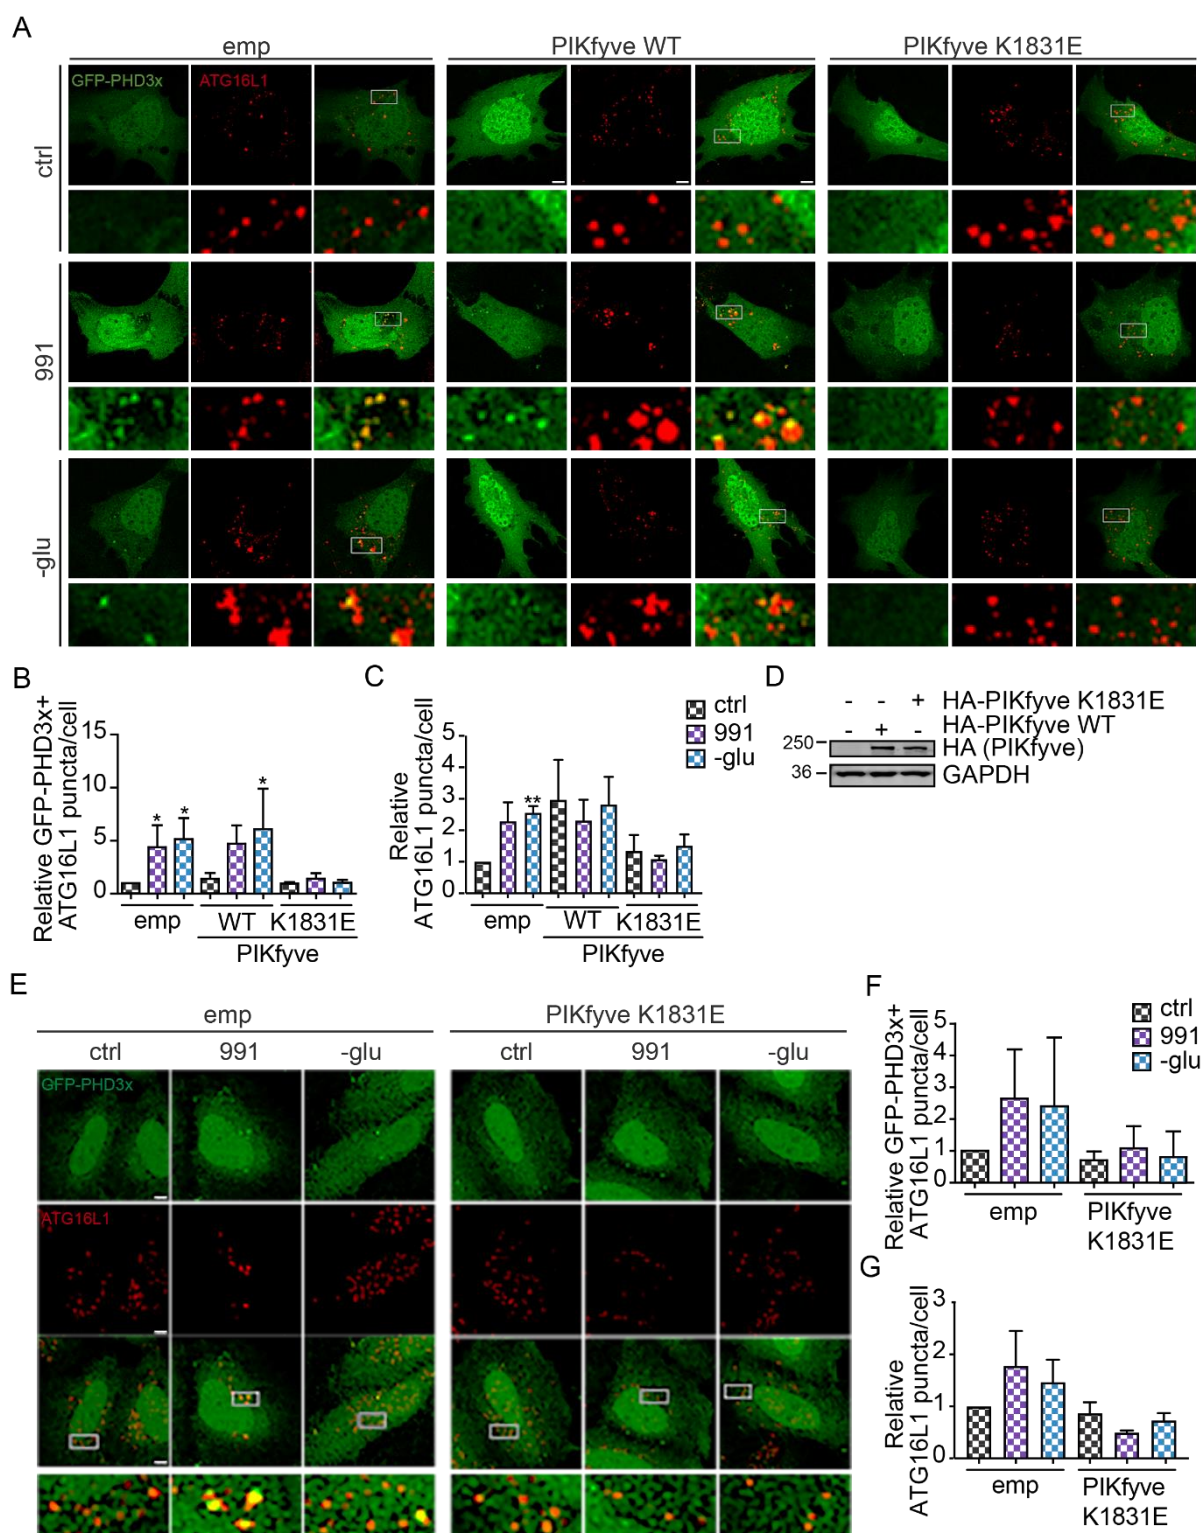 A
emp
PIKfyve WT
PIKfyve K1831E
GFP-PHD3x
ATG16L1
ctrl
991
-glu
B
Relative GFP-PHD3x+
ATG16L1 puncta/cell
15
10
5
0
*
*
*
emp
WT
K1831E
PIKfyve
C
Relative
ATG16L1 puncta/cell
5
4
3
2
1
0
**
emp
WT
K1831E
PIKfyve
ctrl
991
-glu
D
- - + HA-PIKfyve K1831E
- + - HA-PIKfyve WT
250 HA (PIKfyve)
36 GAPDH
E
emp
PIKfyve K1831E
ctrl 991 -glu ctrl 991 -glu
GFP-PHD3x
ATG16L1
F
Relative GFP-PHD3x+
ATG16L1 puncta/cell
5
4
3
2
1
0
emp
PIKfyve
K1831E
ctrl
991
-glu
G
Relative
ATG16L1 puncta/cell
3
2
1
0
emp
PIKfyve
K1831E